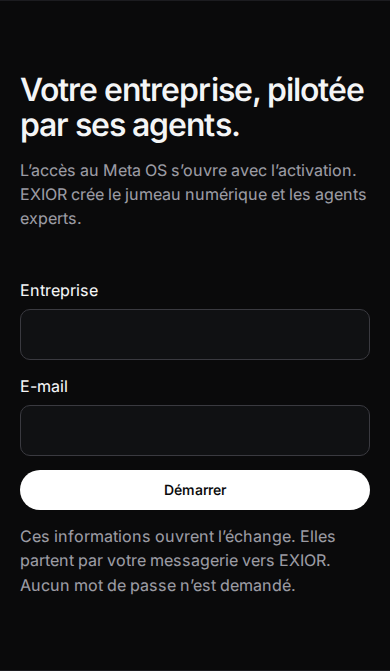 Votre entreprise, pilotée
par ses agents.
L’accès au Meta OS s’ouvre avec l’activation.
EXIOR crée le jumeau numérique et les agents
experts.
Entreprise
E-mail
Démarrer
Ces informations ouvrent l’échange. Elles
partent par votre messagerie vers EXIOR.
Aucun mot de passe n’est demandé.